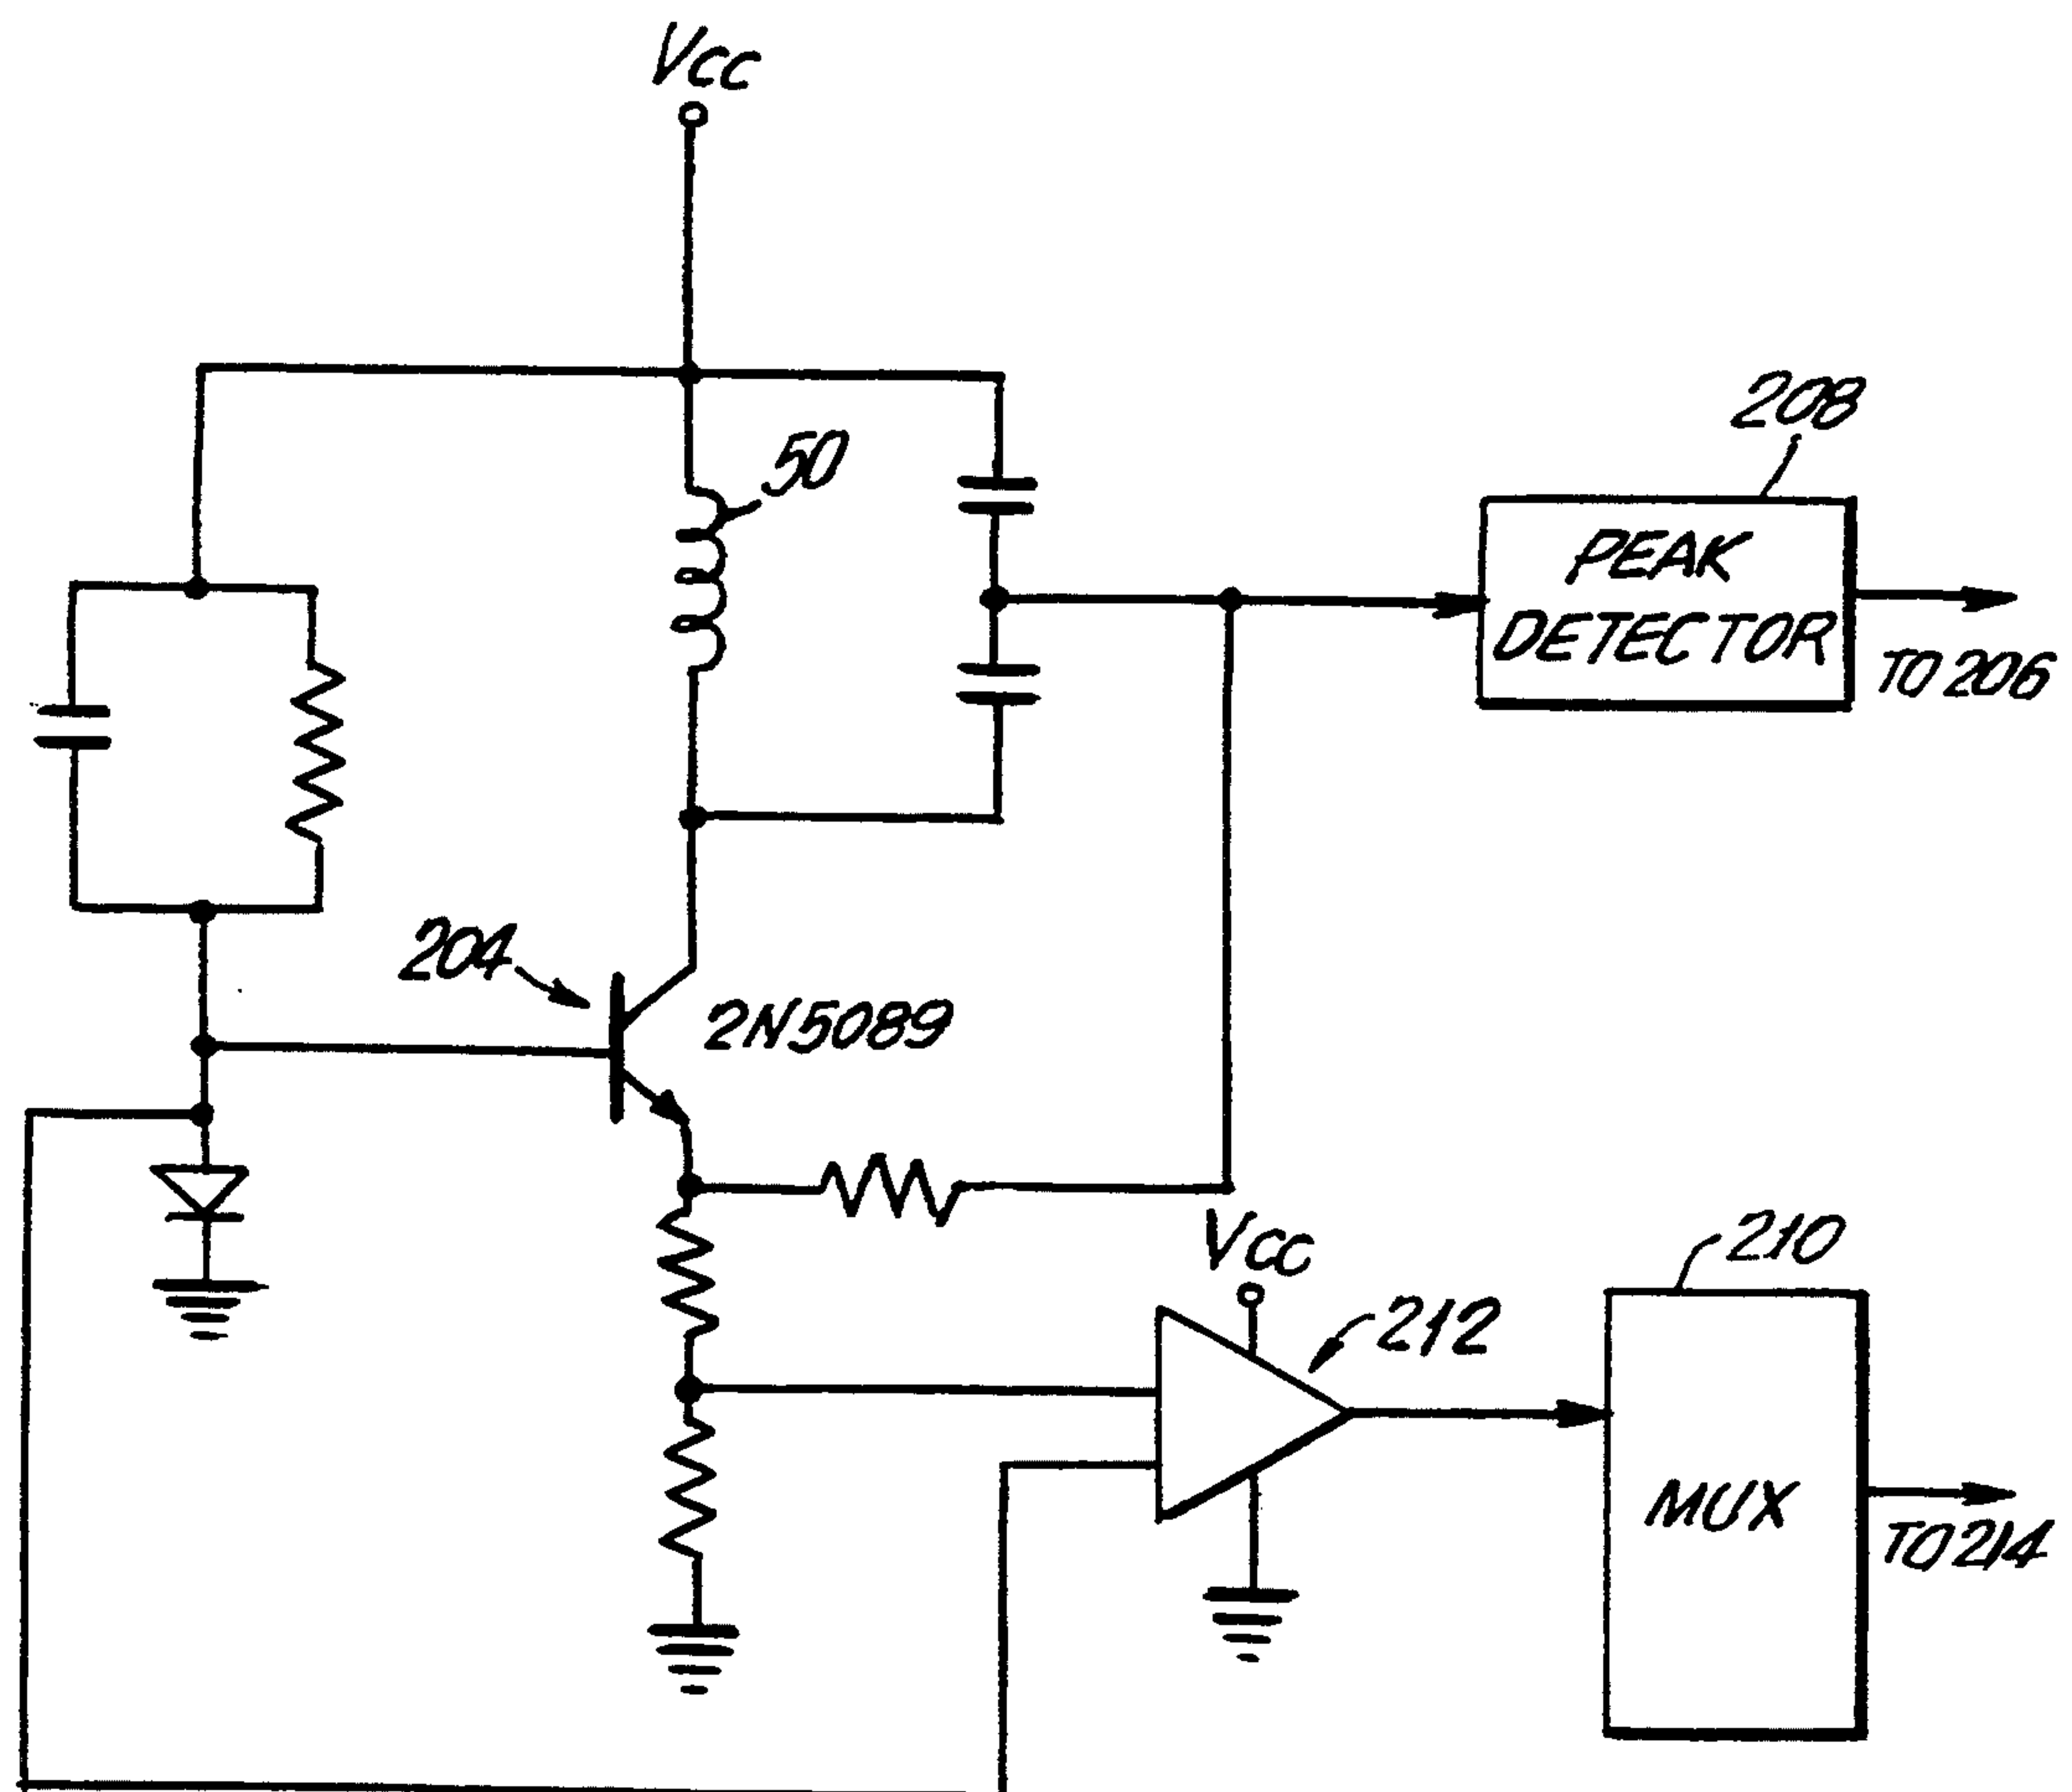 Vcc
50
208
PEAK
DETECTOR
TO 206
204
2N5089
Vcc
212
210
MUX
TO 214